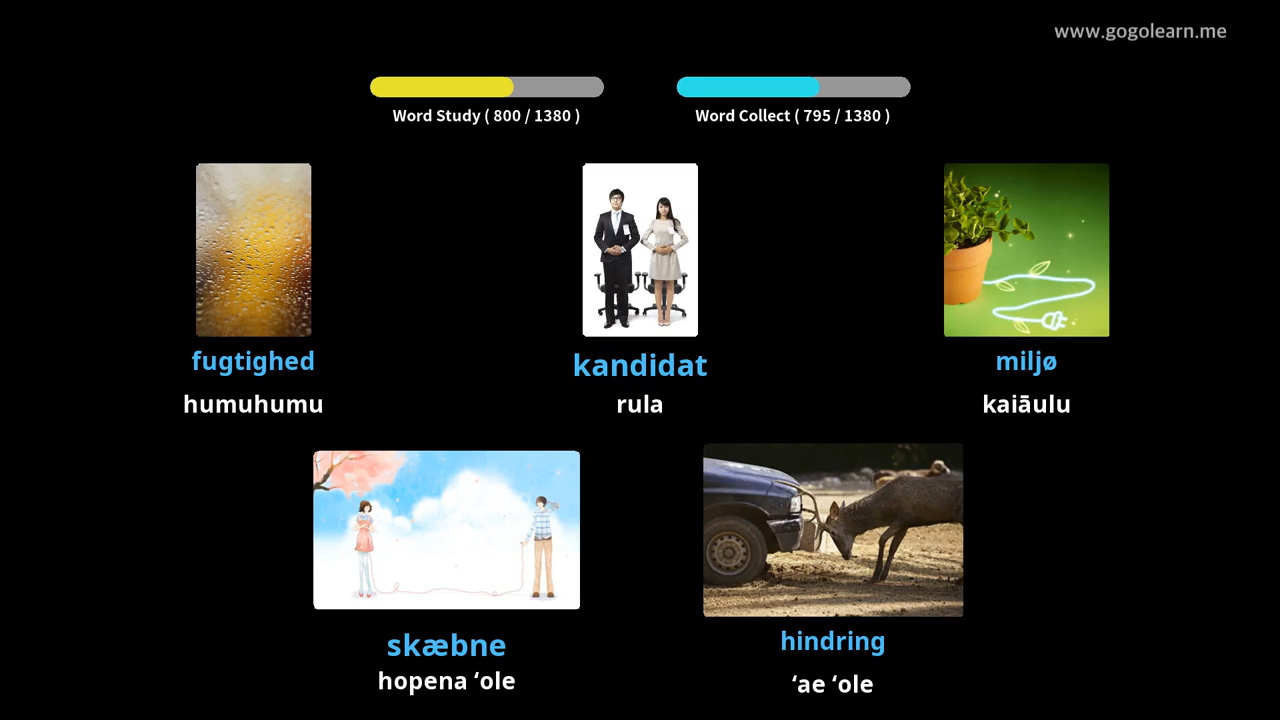 www.gogolearn.me
Word Study ( 800 / 1380 )
Word Collect ( 795 / 1380 )
fugtighed
humuhumu
kandidat
rula
miljø
kaiāulu
skæbne
hopena ʻole
hindring
ʻae ʻole